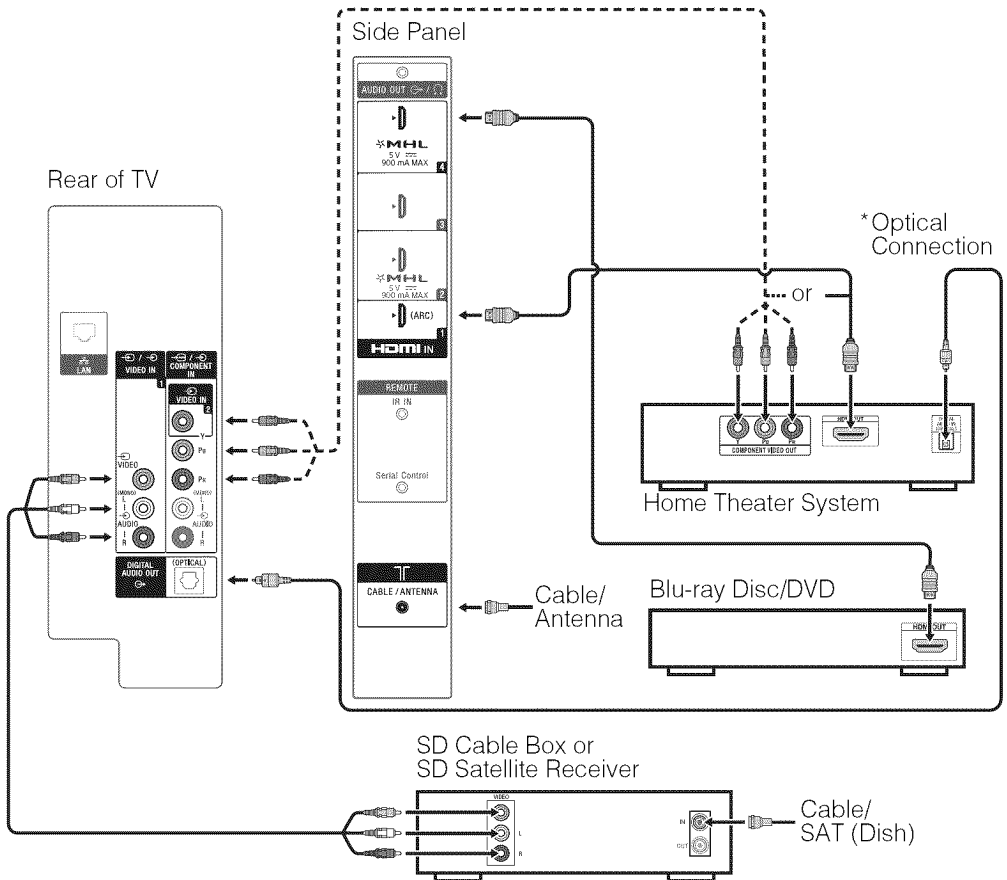 Side Panel
AUDIO OUT
MHL
5 V
900 mA MAX
4
3
MHL
5 V
900 mA MAX
2
(ARC)
HDMI IN
1
REMOTE
IR IN
Serial Control
CABLE / ANTENNA
Cable/
Antenna
Rear of TV
LAN
VIDEO IN
1
COMPONENT
IN
VIDEO IN
2
Y
PB
PR
VIDEO
(MONO)
L
AUDIO
R
(MONO)
L
AUDIO
R
DIGITAL
AUDIO OUT
(OPTICAL)
*Optical
Connection
or
Y
PB
PR
COMPONENT VIDEO OUT
HDMI OUT
Home Theater System
Blu-ray Disc/DVD
HDMI OUT
SD Cable Box or
SD Satellite Receiver
VIDEO
L
R
IN
OUT
Cable/
SAT (Dish)